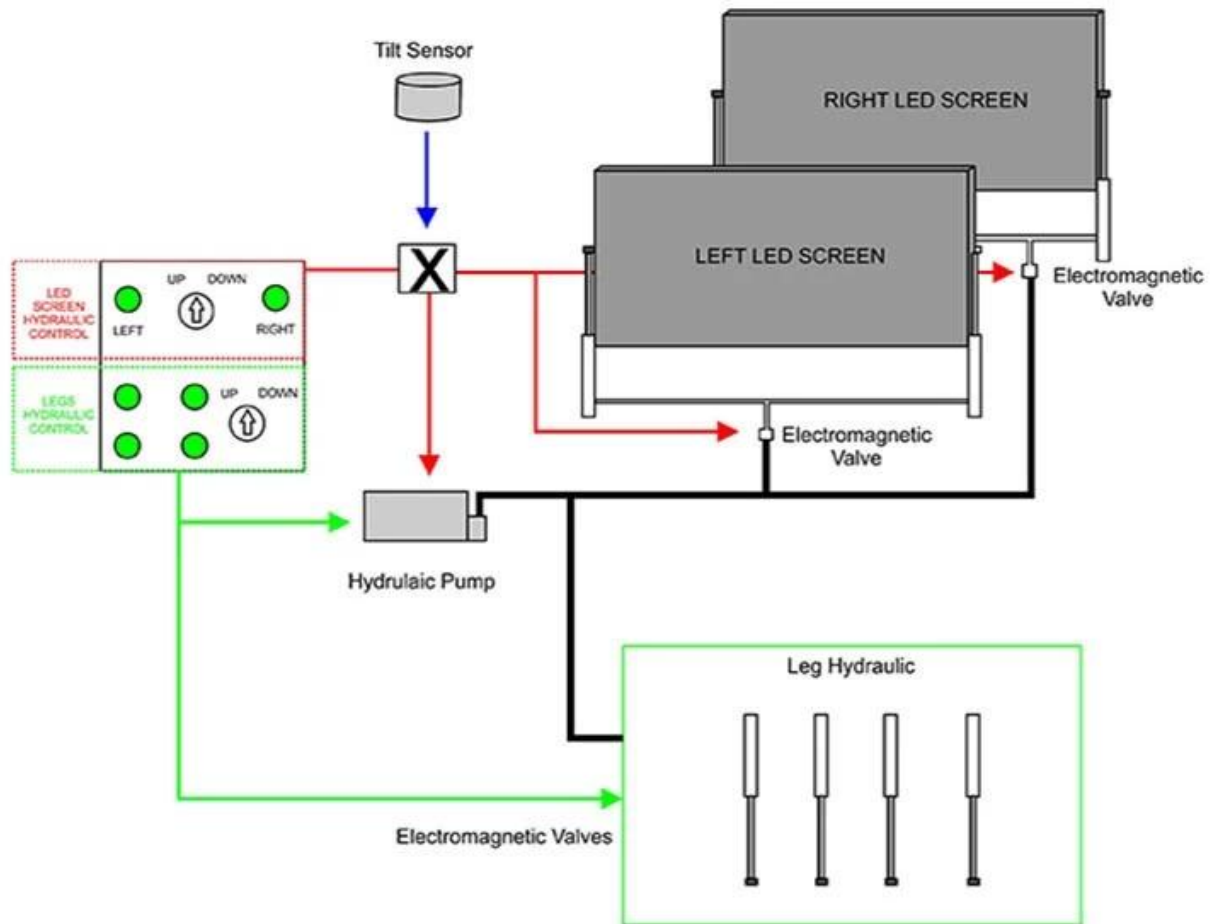 Tilt Sensor
RIGHT LED SCREEN
LEFT LED SCREEN
Electromagnetic
Valve
LED
SCREEN
HYDRAULIC
CONTROL
UP DOWN
LEFT
RIGHT
LEGS
HYDRAULIC
CONTROL
UP DOWN
Electromagnetic
Valve
Hydrulaic Pump
Leg Hydraulic
Electromagnetic Valves